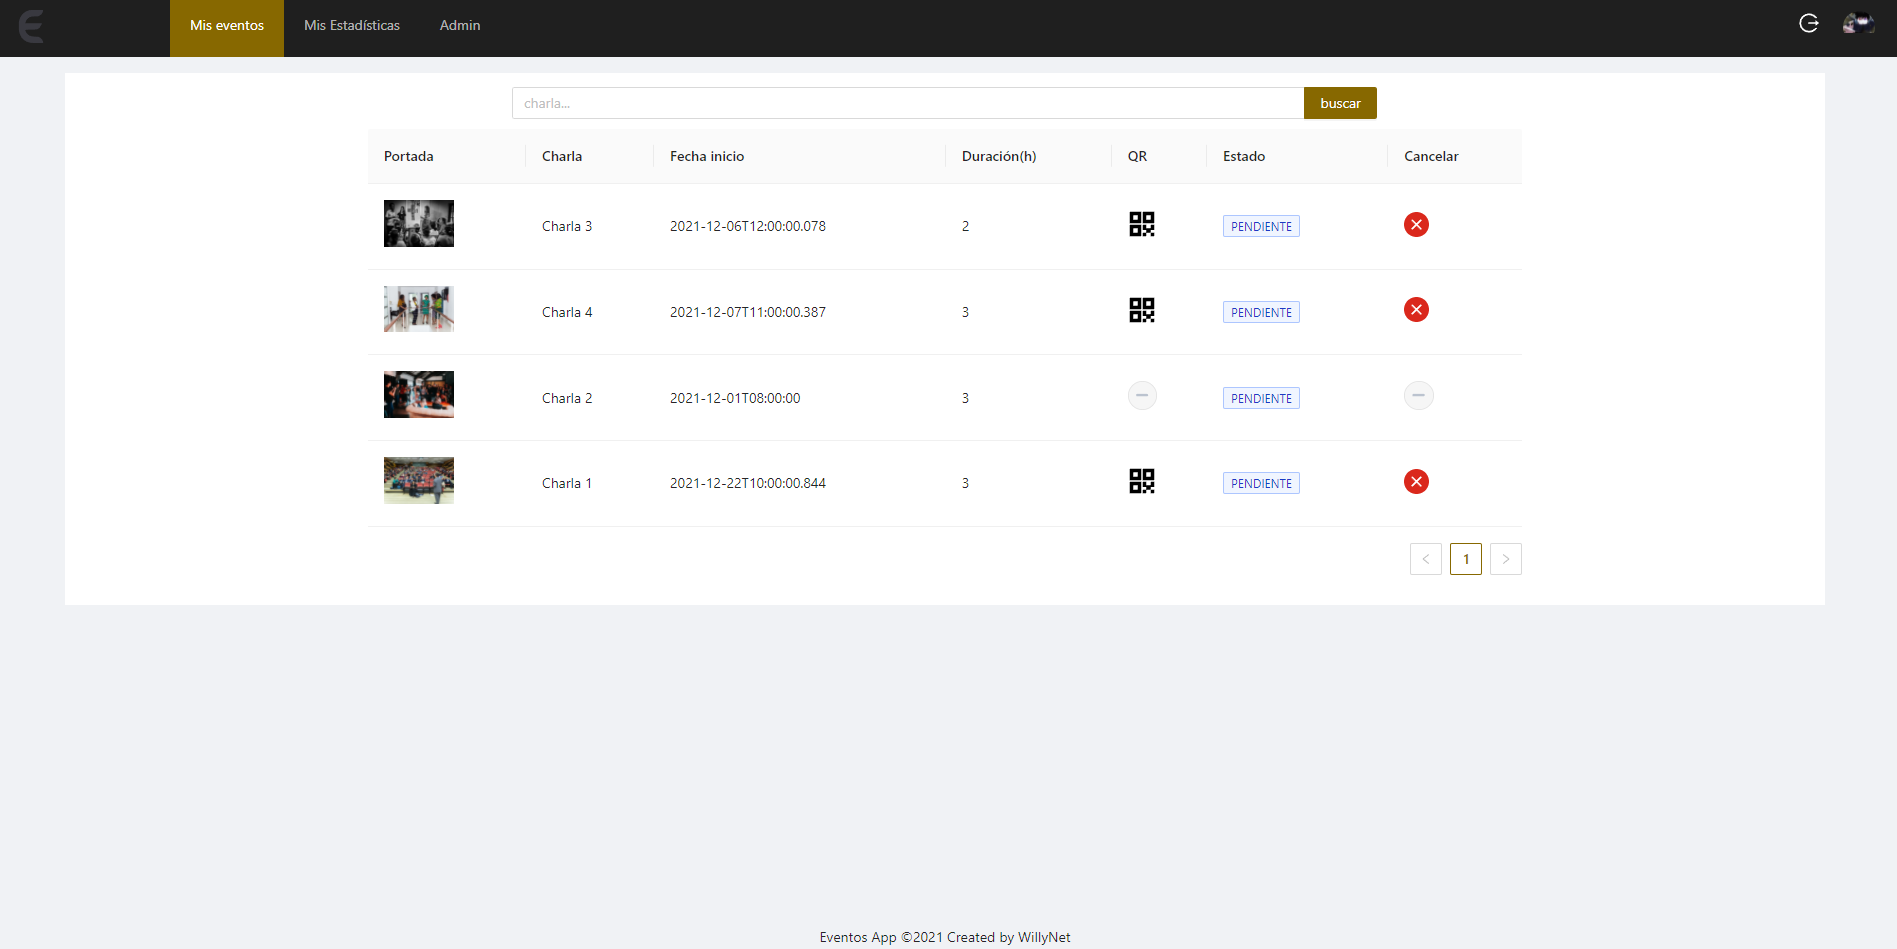 Mis eventos Mis Estadísticas Admin
charla... buscar
Portada Charla Fecha inicio Duración(h) QR Estado Cancelar
Charla 3 2021-12-06T12:00:00.078 2 PENDIENTE
Charla 4 2021-12-07T11:00:00.387 3 PENDIENTE
Charla 2 2021-12-01T08:00:00 3 PENDIENTE
Charla 1 2021-12-22T10:00:00.844 3 PENDIENTE
1
Eventos App ©2021 Created by WillyNet